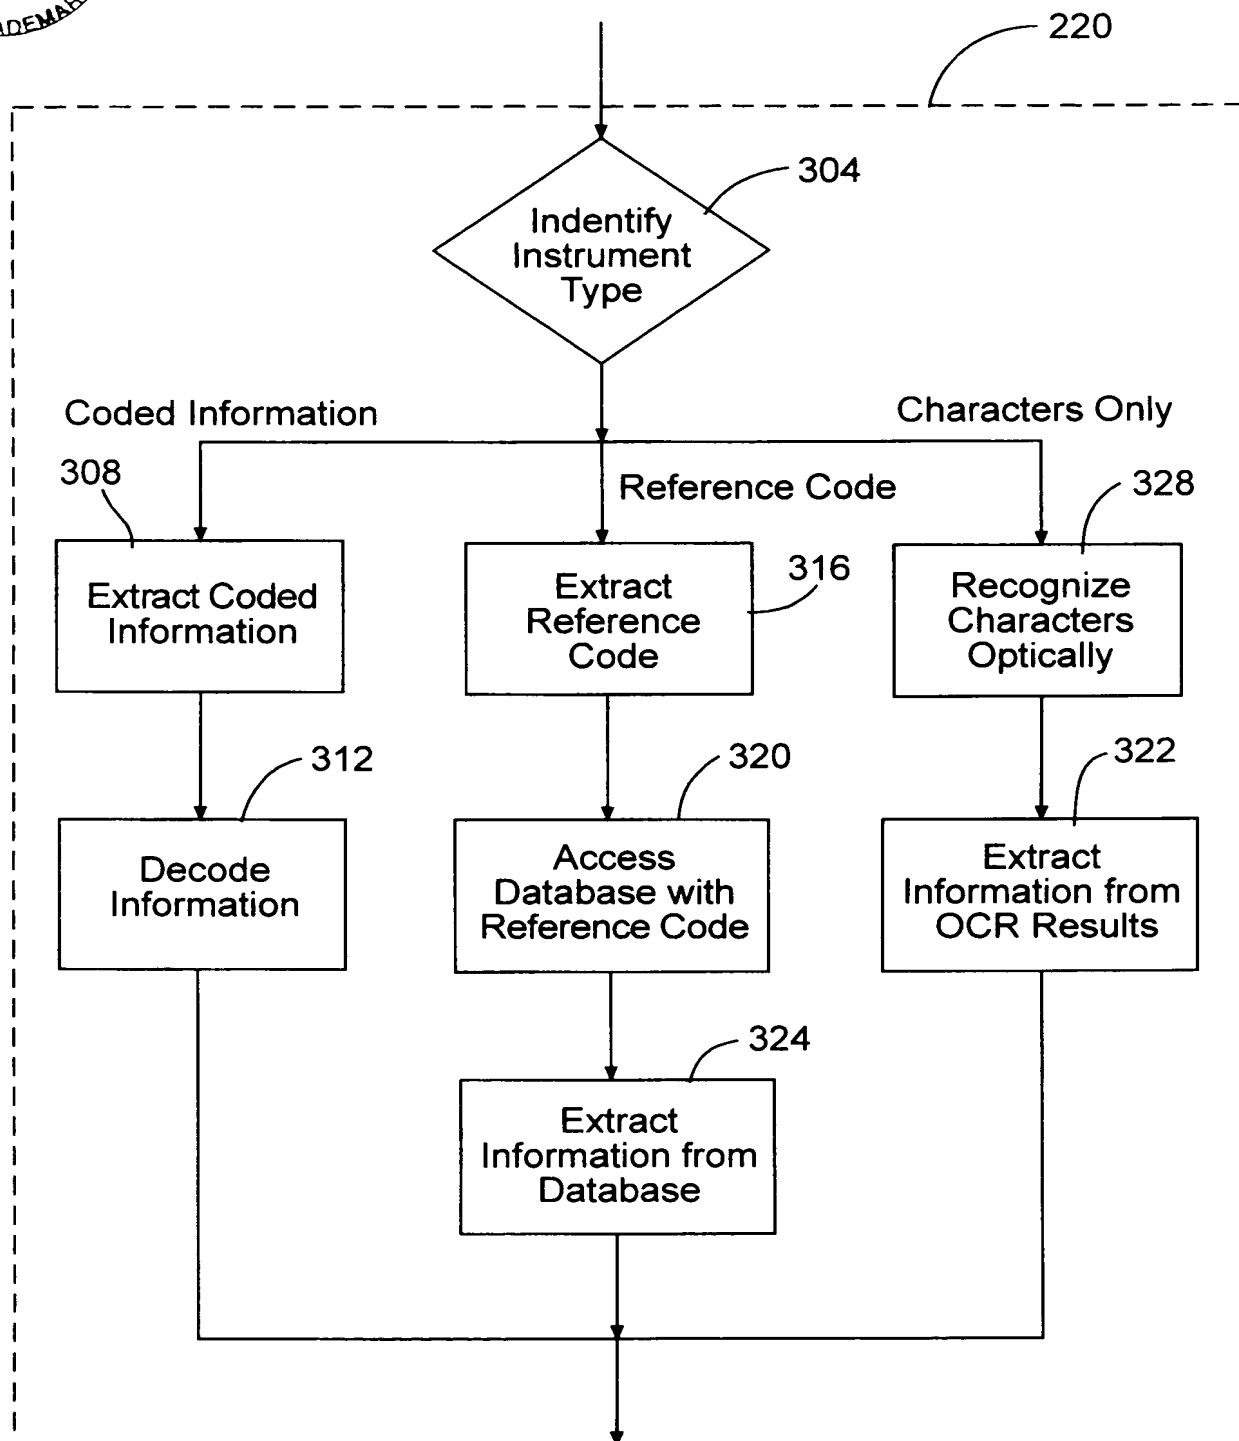 220
304
Indentify
Instrument
Type
Coded Information
Characters Only
308
Reference Code
328
Extract Coded
Information
Extract
Reference
Code
316
Recognize
Characters
Optically
312
320
322
Decode
Information
Access
Database with
Reference Code
Extract
Information from
OCR Results
324
Extract
Information from
Database